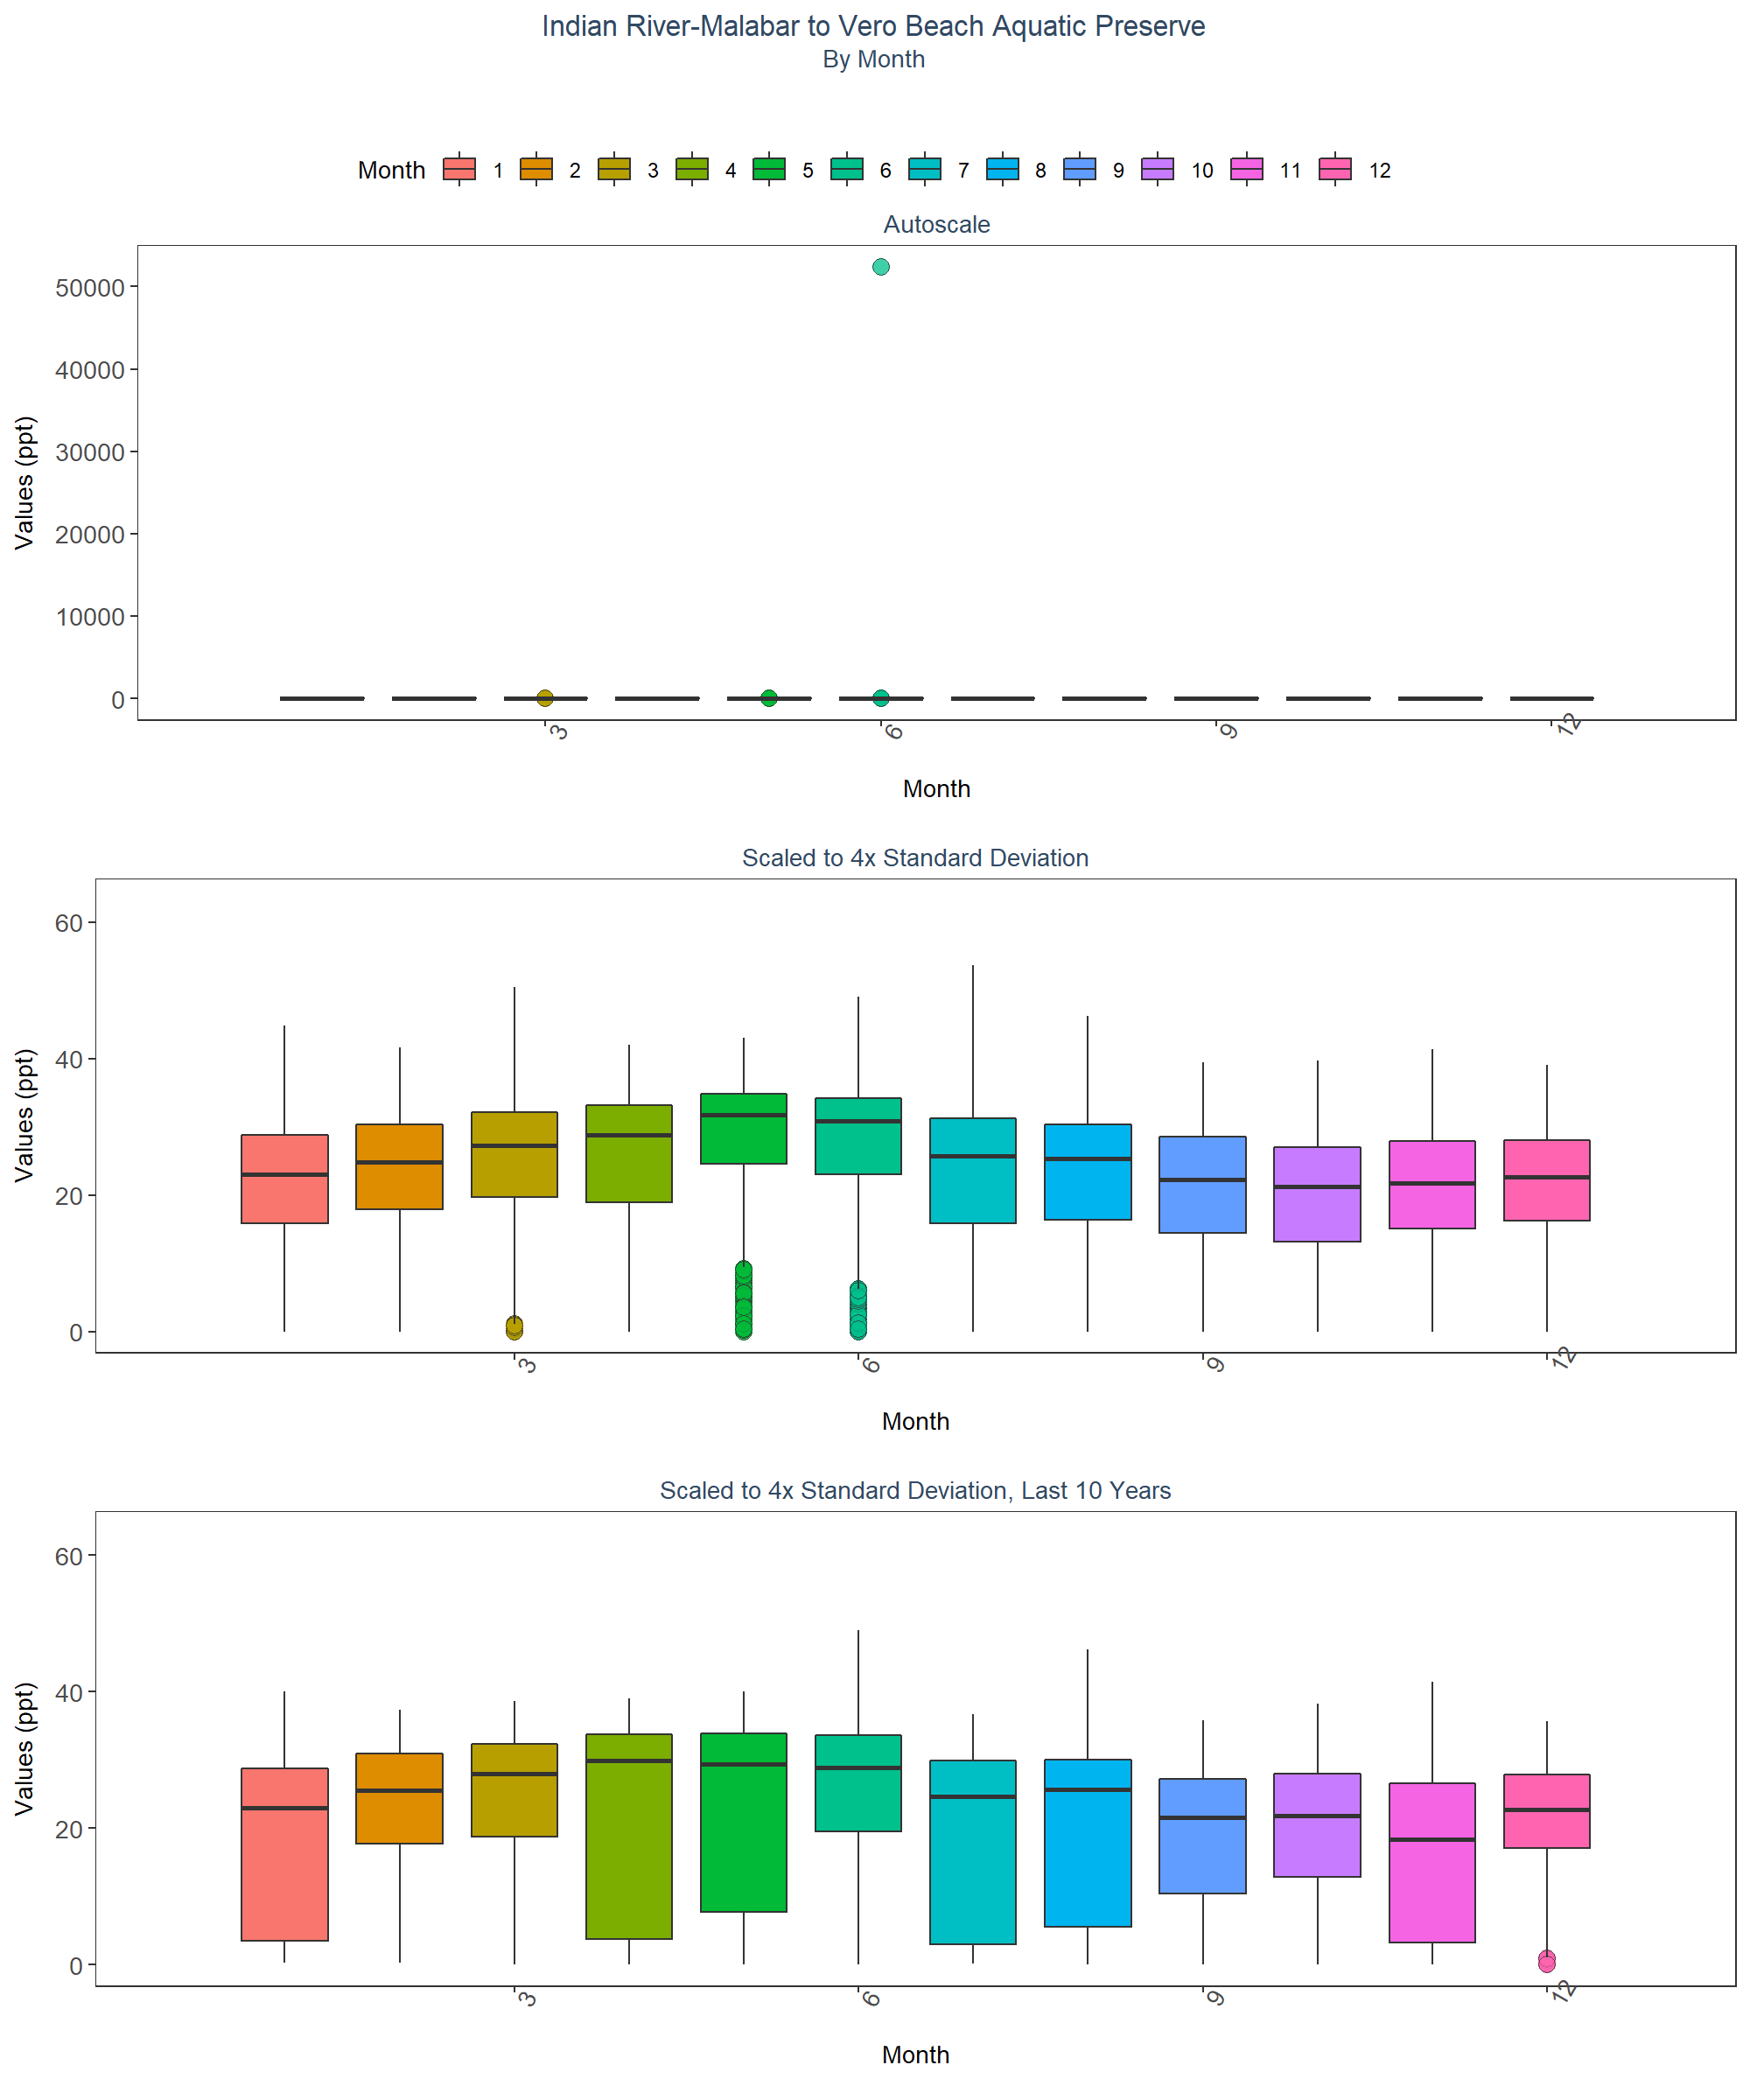 Indian River-Malabar to Vero Beach Aquatic Preserve
By Month
Month 1 2 3 4 5 6 7 8 9 10 11 12
Autoscale
Values (ppt)
50000
40000
30000
20000
10000
0
3 6 9 12
Month
Scaled to 4x Standard Deviation
Values (ppt)
60
40
20
0
3 6 9 12
Month
Scaled to 4x Standard Deviation, Last 10 Years
Values (ppt)
60
40
20
0
3 6 9 12
Month